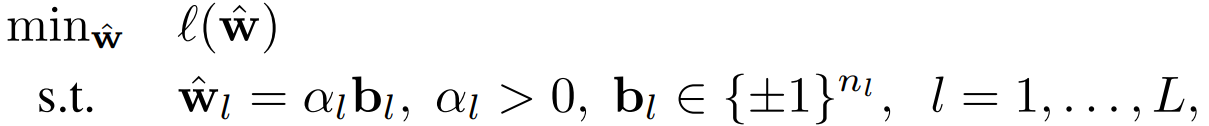 min_ŵ ℓ(ŵ)
s.t. ŵ_l = α_l b_l, α_l > 0, b_l ∈ {±1}^{n_l}, l = 1, . . . , L,